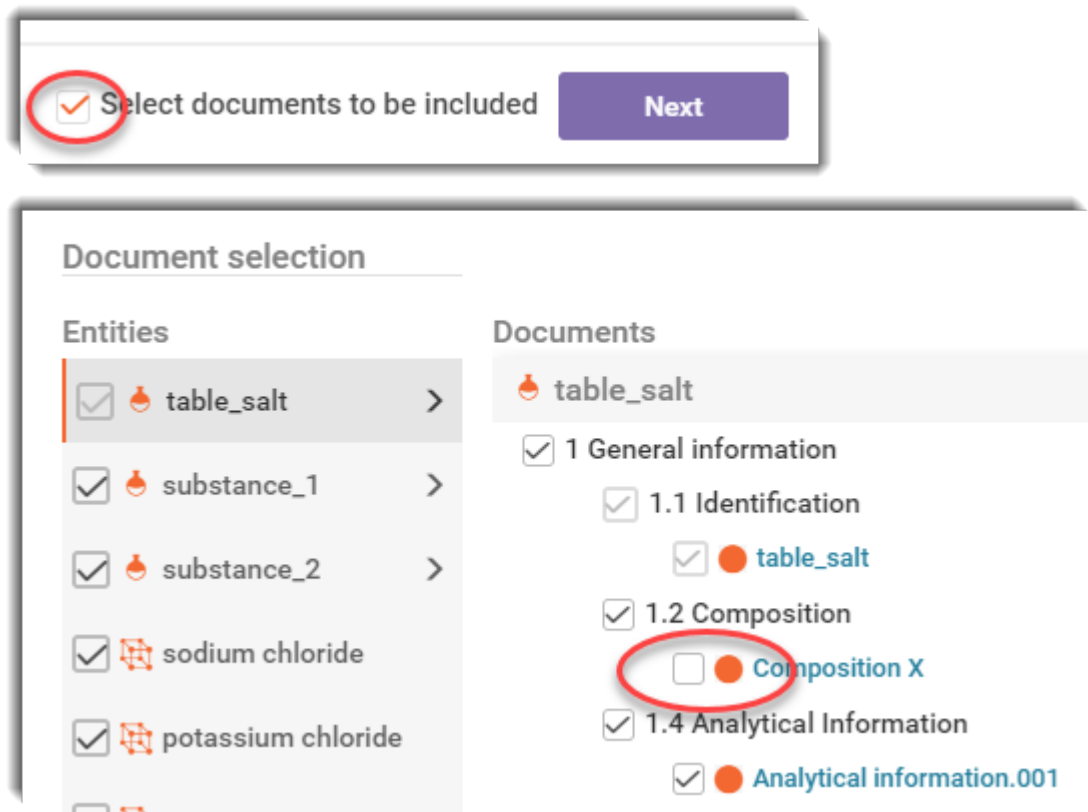 Select documents to be included
Next
Document selection
Entities
table_salt
substance_1
substance_2
sodium chloride
potassium chloride
Documents
table_salt
1 General information
1.1 Identification
table_salt
1.2 Composition
Composition X
1.4 Analytical Information
Analytical information.001